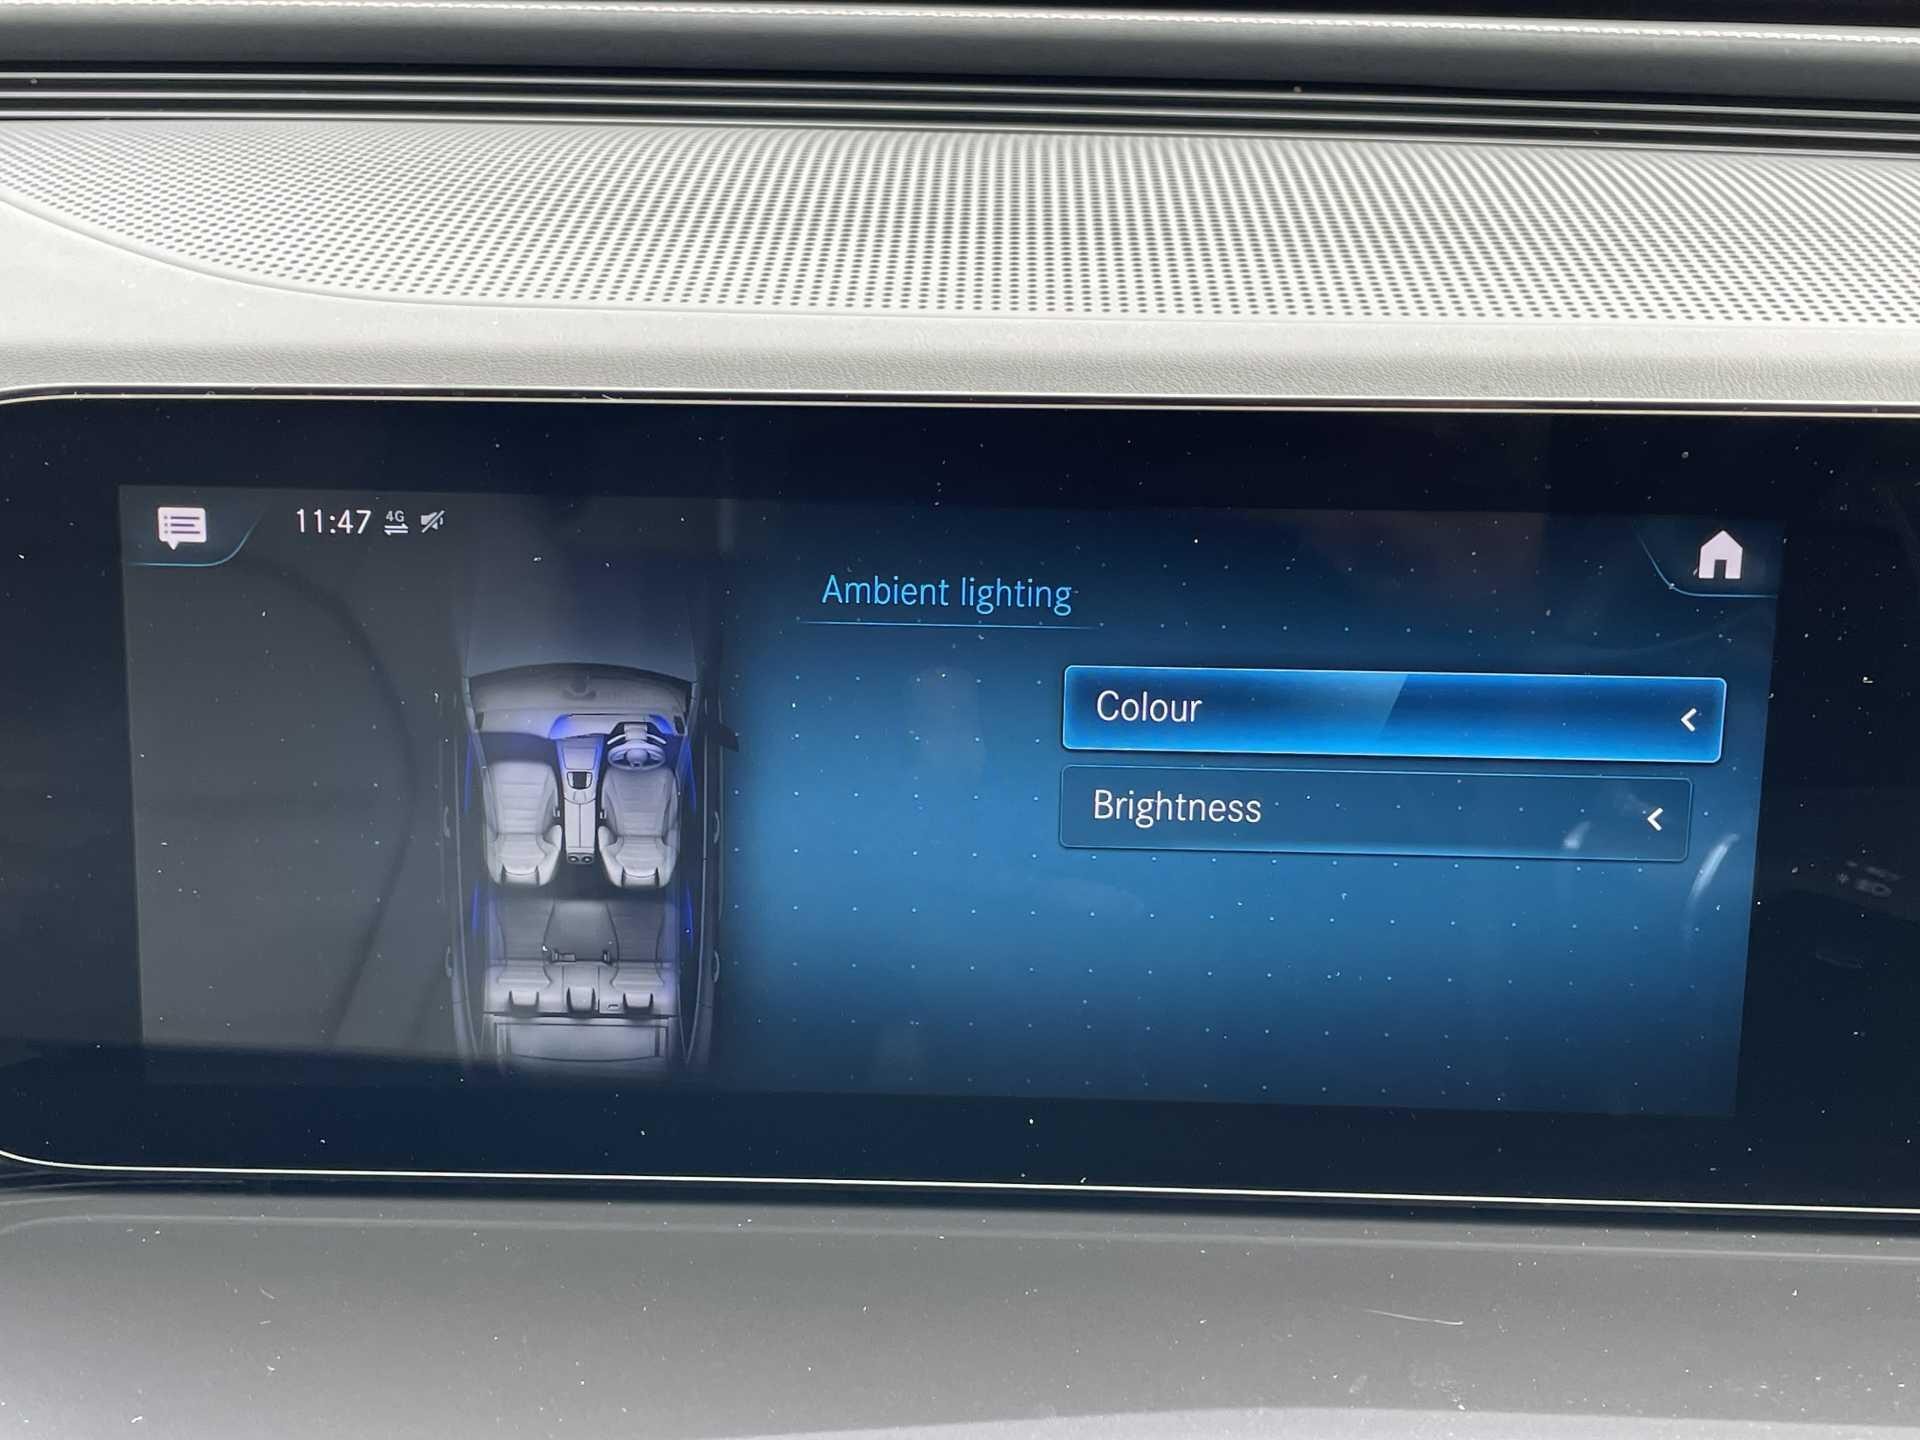 11:47 4G
Ambient lighting
Colour
Brightness